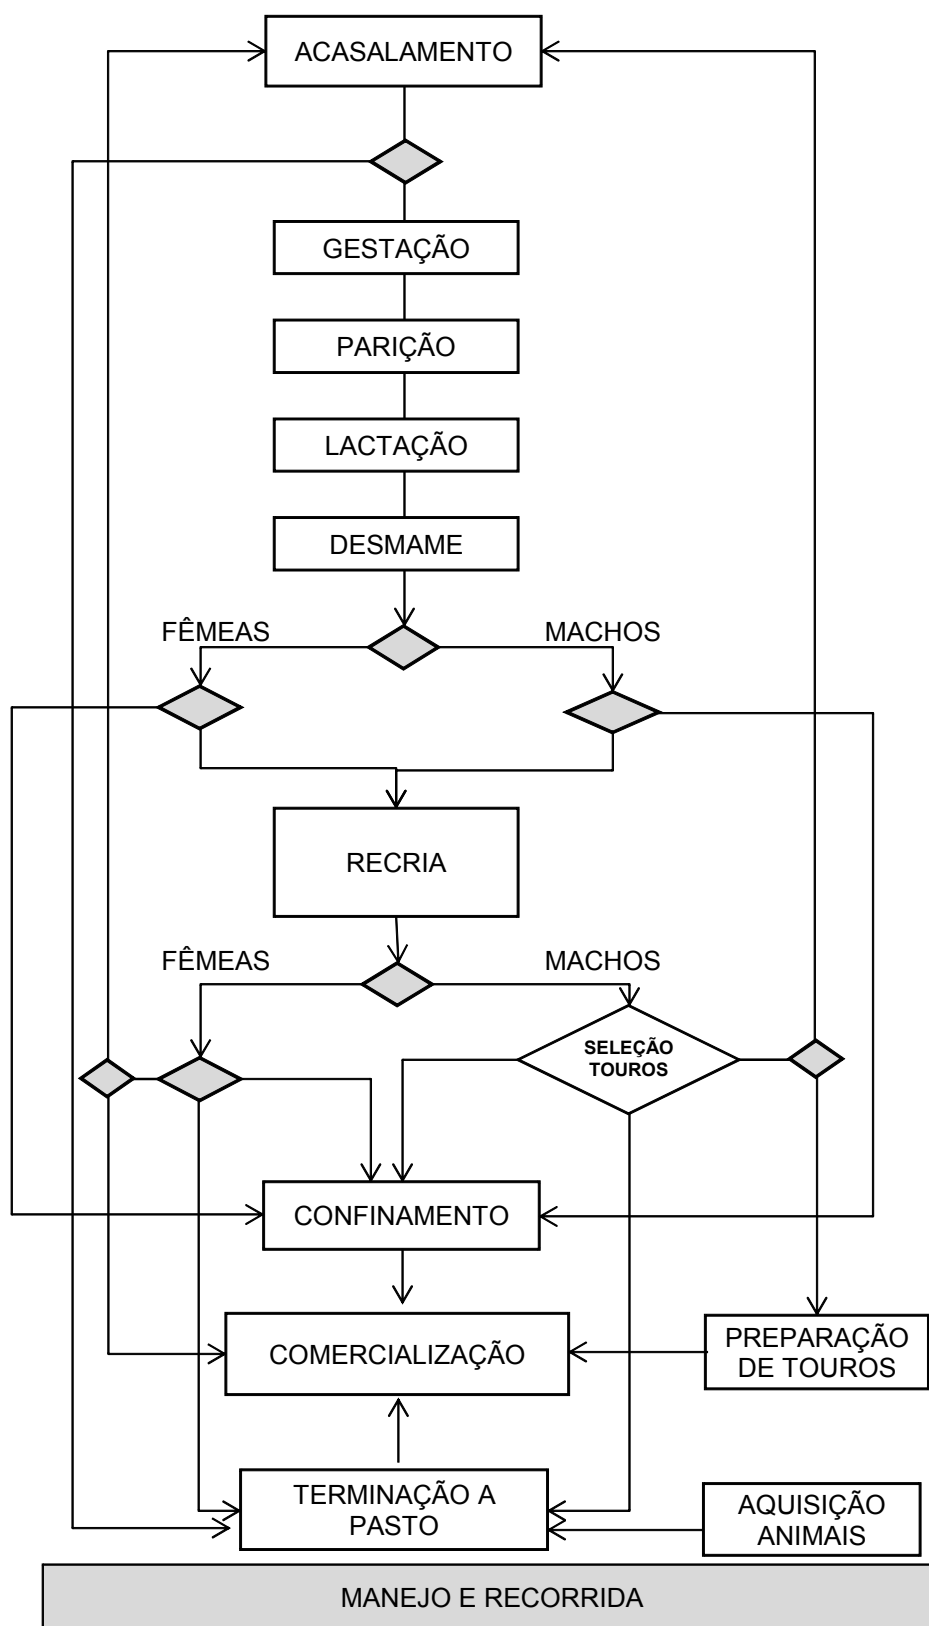 ACASALAMENTO
GESTAÇÃO
PARIÇÃO
LACTAÇÃO
DESMAME
FÊMEAS
MACHOS
RECRIA
FÊMEAS
MACHOS
SELEÇÃO
TOUROS
CONFINAMENTO
COMERCIALIZAÇÃO
PREPARAÇÃO
DE TOUROS
TERMINAÇÃO A
PASTO
AQUISIÇÃO
ANIMAIS
MANEJO E RECORRIDA